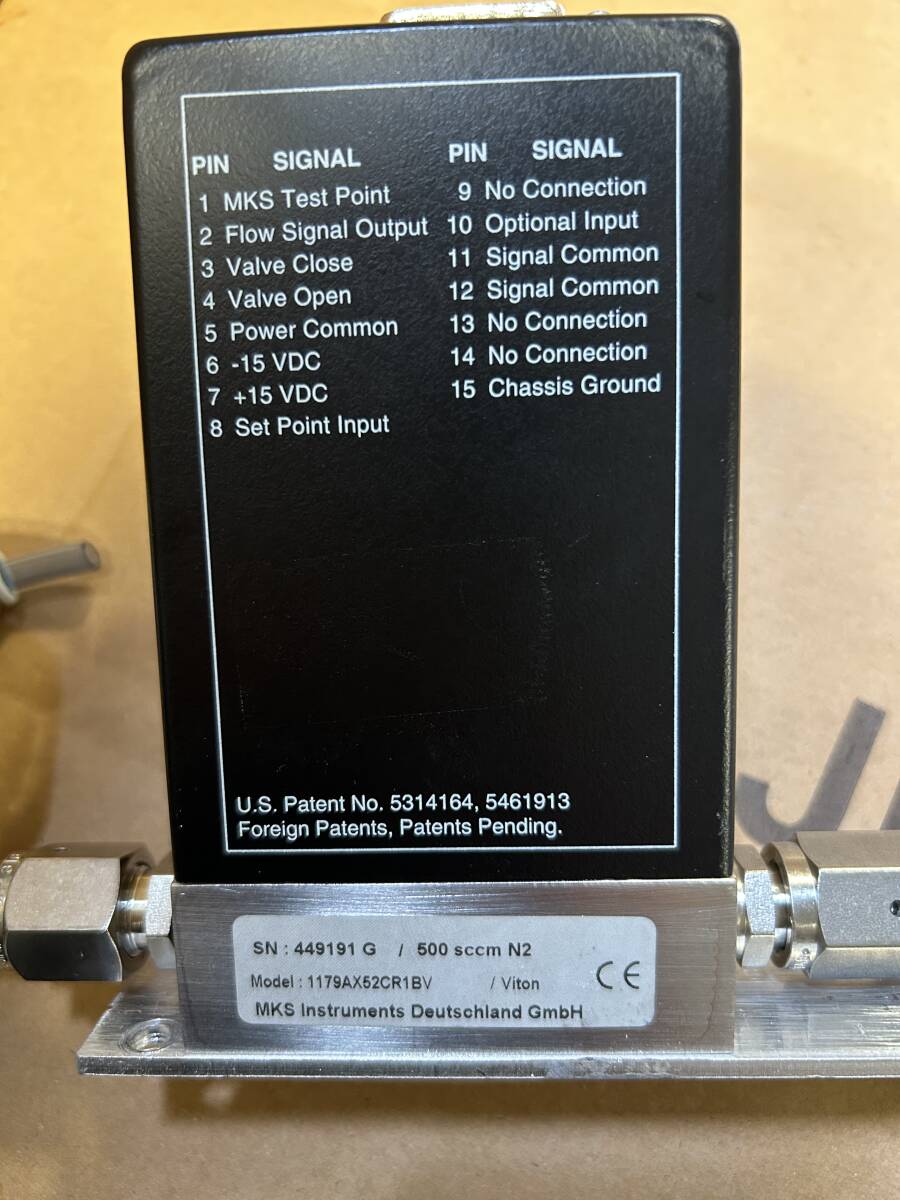 PIN SIGNAL PIN SIGNAL
1 MKS Test Point 9 No Connection
2 Flow Signal Output 10 Optional Input
3 Valve Close 11 Signal Common
4 Valve Open 12 Signal Common
5 Power Common 13 No Connection
6 -15 VDC 14 No Connection
7 +15 VDC 15 Chassis Ground
8 Set Point Input
U.S. Patent No. 5314164, 5461913
Foreign Patents, Patents Pending.
SN : 449191 G / 500 sccm N2
Model : 1179AX52CR1BV / Viton
CE
MKS Instruments Deutschland GmbH